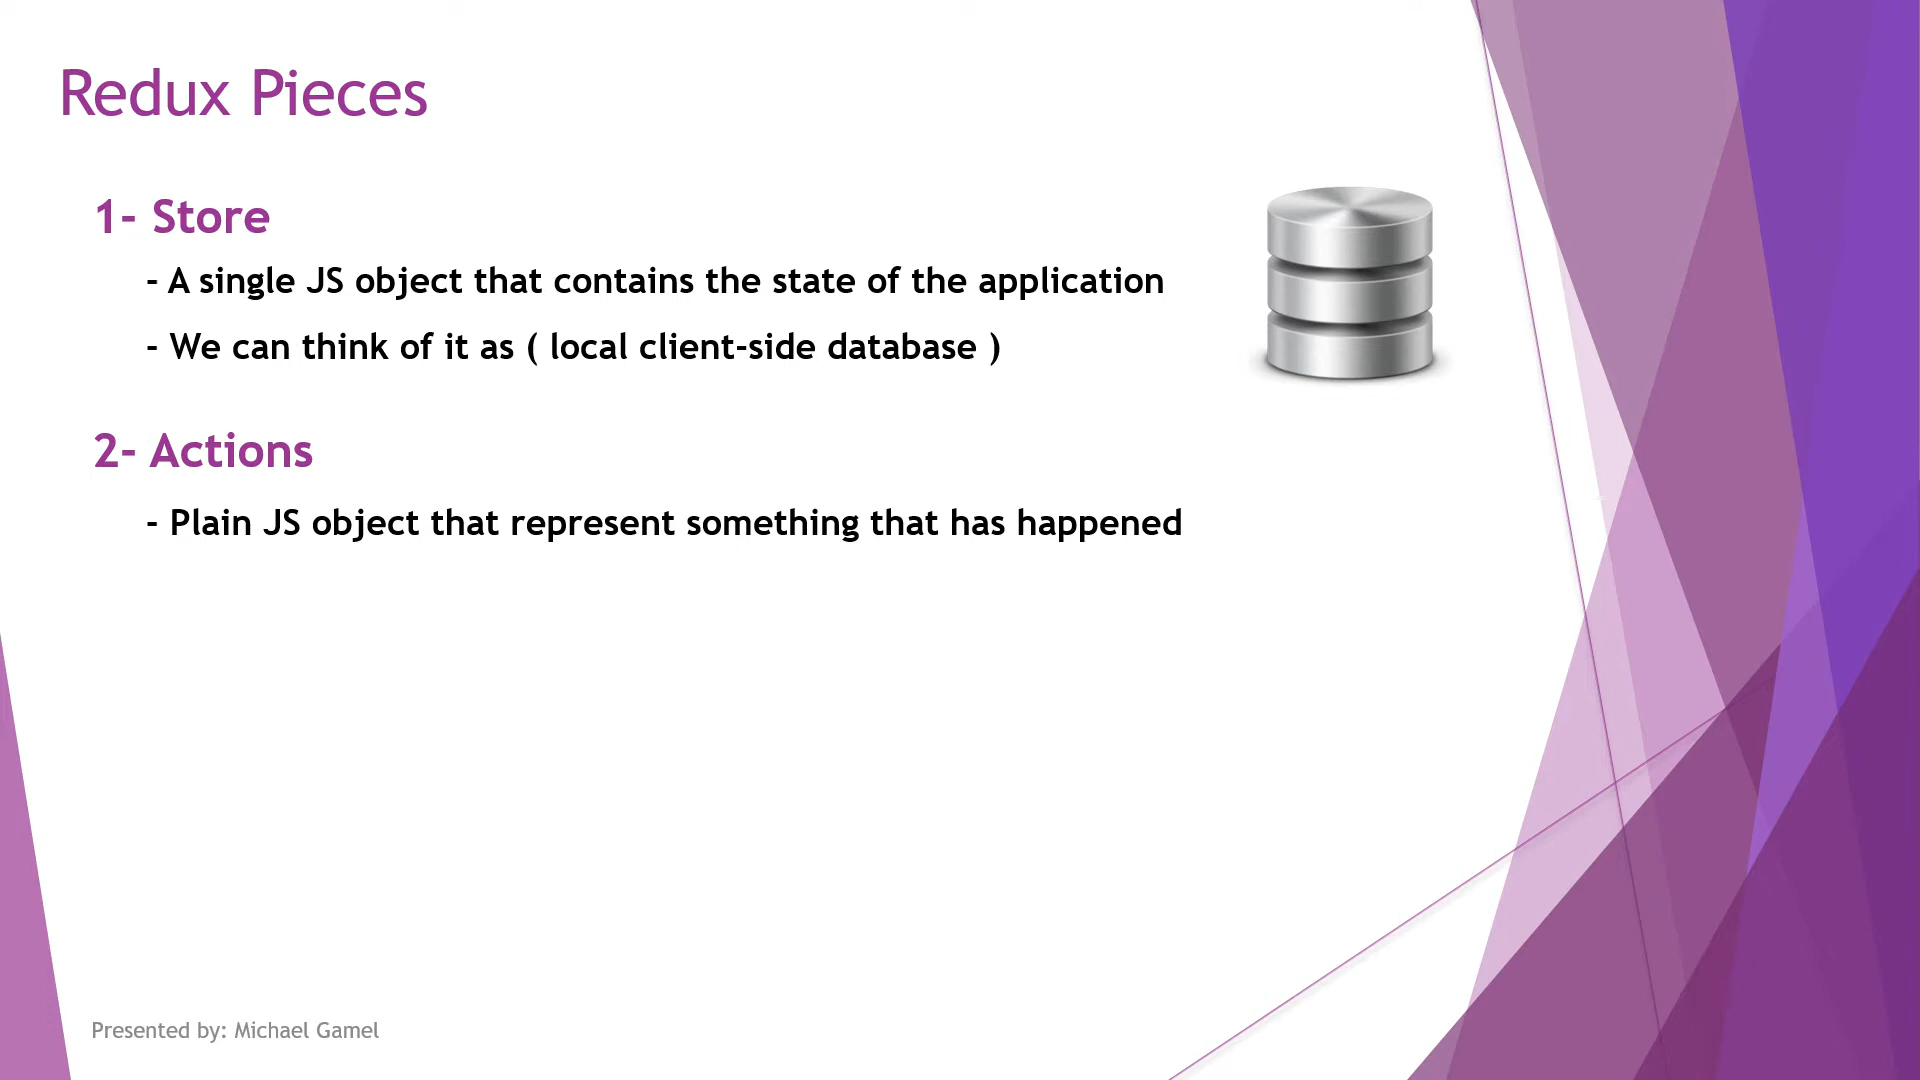 Redux Pieces
1- Store
- A single JS object that contains the state of the application
- We can think of it as ( local client-side database )
2- Actions
- Plain JS object that represent something that has happened
Presented by: Michael Gamel